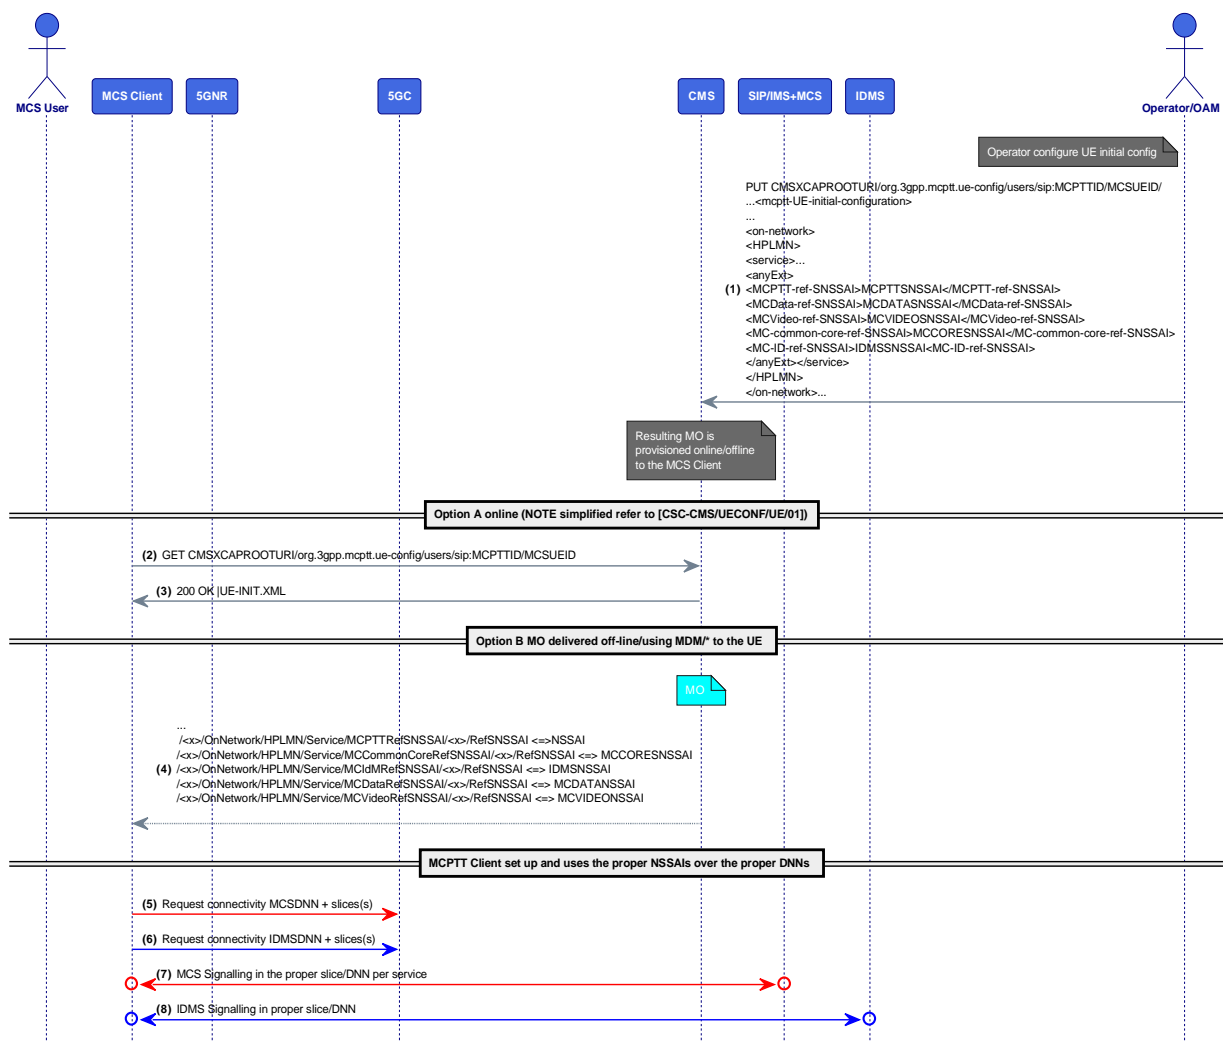 MCS User
MCS Client
5GNR
5GC
CMS
SIP/IMS+MCS
IDMS
Operator/OAM
Operator configure UE initial config
PUT CMSXCAPROOTURI/org.3gpp.mcptt.ue-config/users/sip:MCPTTID/MCSUEID/
...<mcptt-UE-initial-configuration>
...
<on-network>
<HPLMN>
<service>...
<anyExt>
(1) <MCPTT-ref-SNSSAI>MCPTTSNSSAI</MCPTT-ref-SNSSAI>
<MCData-ref-SNSSAI>MCDATASNSSAI</MCData-ref-SNSSAI>
<MCVideo-ref-SNSSAI>MCVIDEOSNSSAI</MCVideo-ref-SNSSAI>
<MC-common-core-ref-SNSSAI>MCCORESNSSAI</MC-common-core-ref-SNSSAI>
<MC-ID-ref-SNSSAI>IDMSSNSSAI<MC-ID-ref-SNSSAI>
</anyExt></service>
</HPLMN>
</on-network>...
Resulting MO is
provisioned online/offline
to the MCS Client
Option A online (NOTE simplified refer to [CSC-CMS/UECONF/UE/01])
(2) GET CMSXCAPROOTURI/org.3gpp.mcptt.ue-config/users/sip:MCPTTID/MCSUEID
(3) 200 OK |UE-INIT.XML
Option B MO delivered off-line/using MDM/* to the UE
MO
...
/<x>/OnNetwork/HPLMN/Service/MCPTTRefSNSSAI/<x>/RefSNSSAI <=>NSSAI
/<x>/OnNetwork/HPLMN/Service/MCCommonCoreRefSNSSAI/<x>/RefSNSSAI <=> MCCORESNSSAI
(4) /<x>/OnNetwork/HPLMN/Service/MCIdMRefSNSSAI/<x>/RefSNSSAI <=> IDMSNSSAI
/<x>/OnNetwork/HPLMN/Service/MCDataRefSNSSAI/<x>/RefSNSSAI <=> MCDATANSSAI
/<x>/OnNetwork/HPLMN/Service/MCVideoRefSNSSAI/<x>/RefSNSSAI <=> MCVIDEONSSAI
MCPTT Client set up and uses the proper NSSAIs over the proper DNNs
(5) Request connectivity MCSDNN + slices(s)
(6) Request connectivity IDMSDNN + slices(s)
(7) MCS Signalling in the proper slice/DNN per service
(8) IDMS Signalling in proper slice/DNN